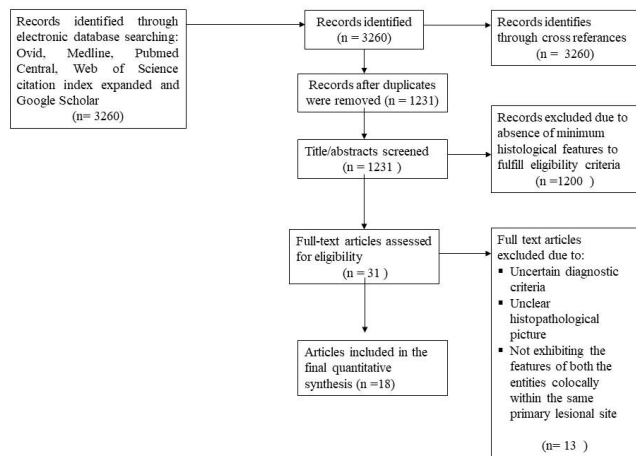 Records identified through
electronic database searching:
Ovid, Medline, Pubmed
Central, Web of Science
citation index expanded and
Google Scholar
(n= 3260)
Records identified
(n = 3260)
Records identifies
through cross referances
(n = 3260)
Records after duplicates
were removed (n = 1231)
Title/abstracts screened
(n = 1231 )
Records excluded due to
absence of minimum
histological features to
fulfill eligibility criteria
(n =1200 )
Full-text articles assessed
for eligibility
(n = 31 )
Full text articles
excluded due to:
▪ Uncertain diagnostic
criteria
▪ Unclear
histopathological
picture
▪ Not exhibiting the
features of both the
entities colocally
within the same
primary lesional site
(n= 13 )
Articles included in the
final quantitative
synthesis (n =18)